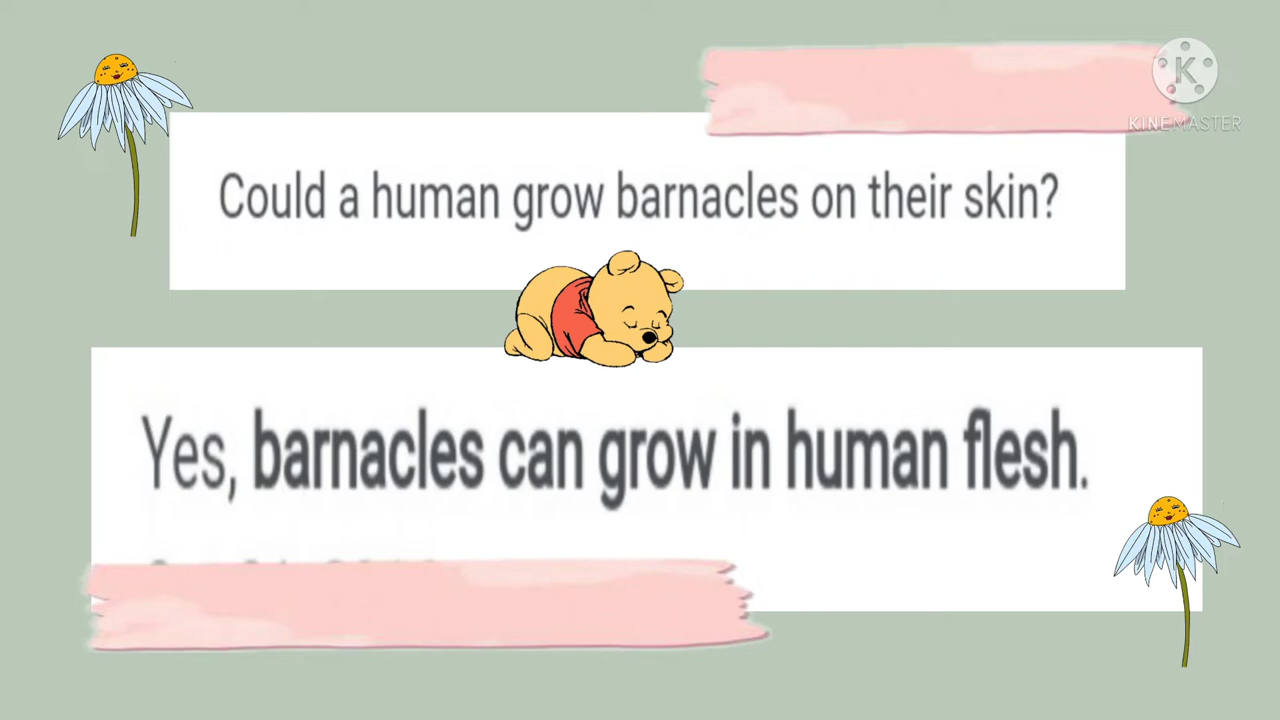 K
KINEMASTER
Could a human grow barnacles on their skin?
Yes, barnacles can grow in human flesh.